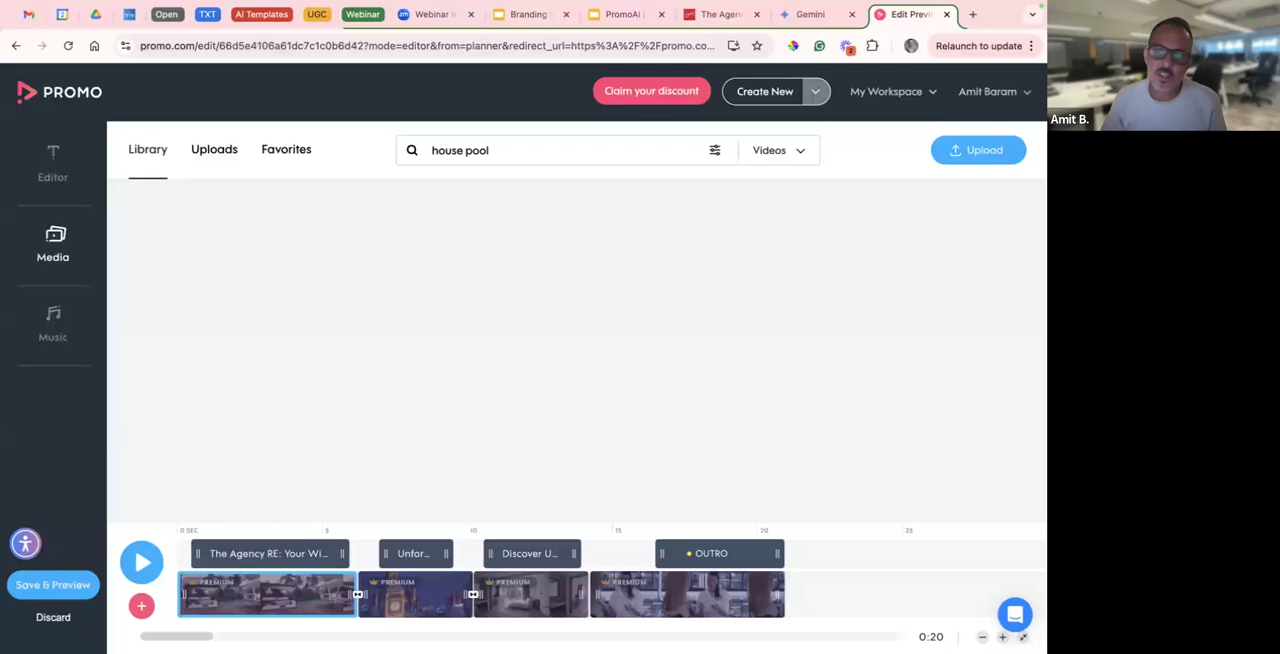 Open
TXT
AI Templates
UGC
Webinar
Webinar
Branding
PromoAI
The Agen
Gemini
Edit Previ
promo.com/edit/66d5e4106a61dc7c1c0b6d42?mode=editor&from=planner&redirect_url=https%3A%2F%2Fpromo.co...
2
Relaunch to update
PROMO
Claim your discount
Create New
My Workspace
Amit Baram
Amit B.
Library
Uploads
Favorites
house pool
Videos
Upload
Editor
Media
Music
0 SEC
5
10
15
20
25
The Agency RE: Your Wi...
Unfor...
Discover U...
OUTRO
PREMIUM
PREMIUM
PREMIUM
PREMIUM
Save & Preview
Discard
0:20